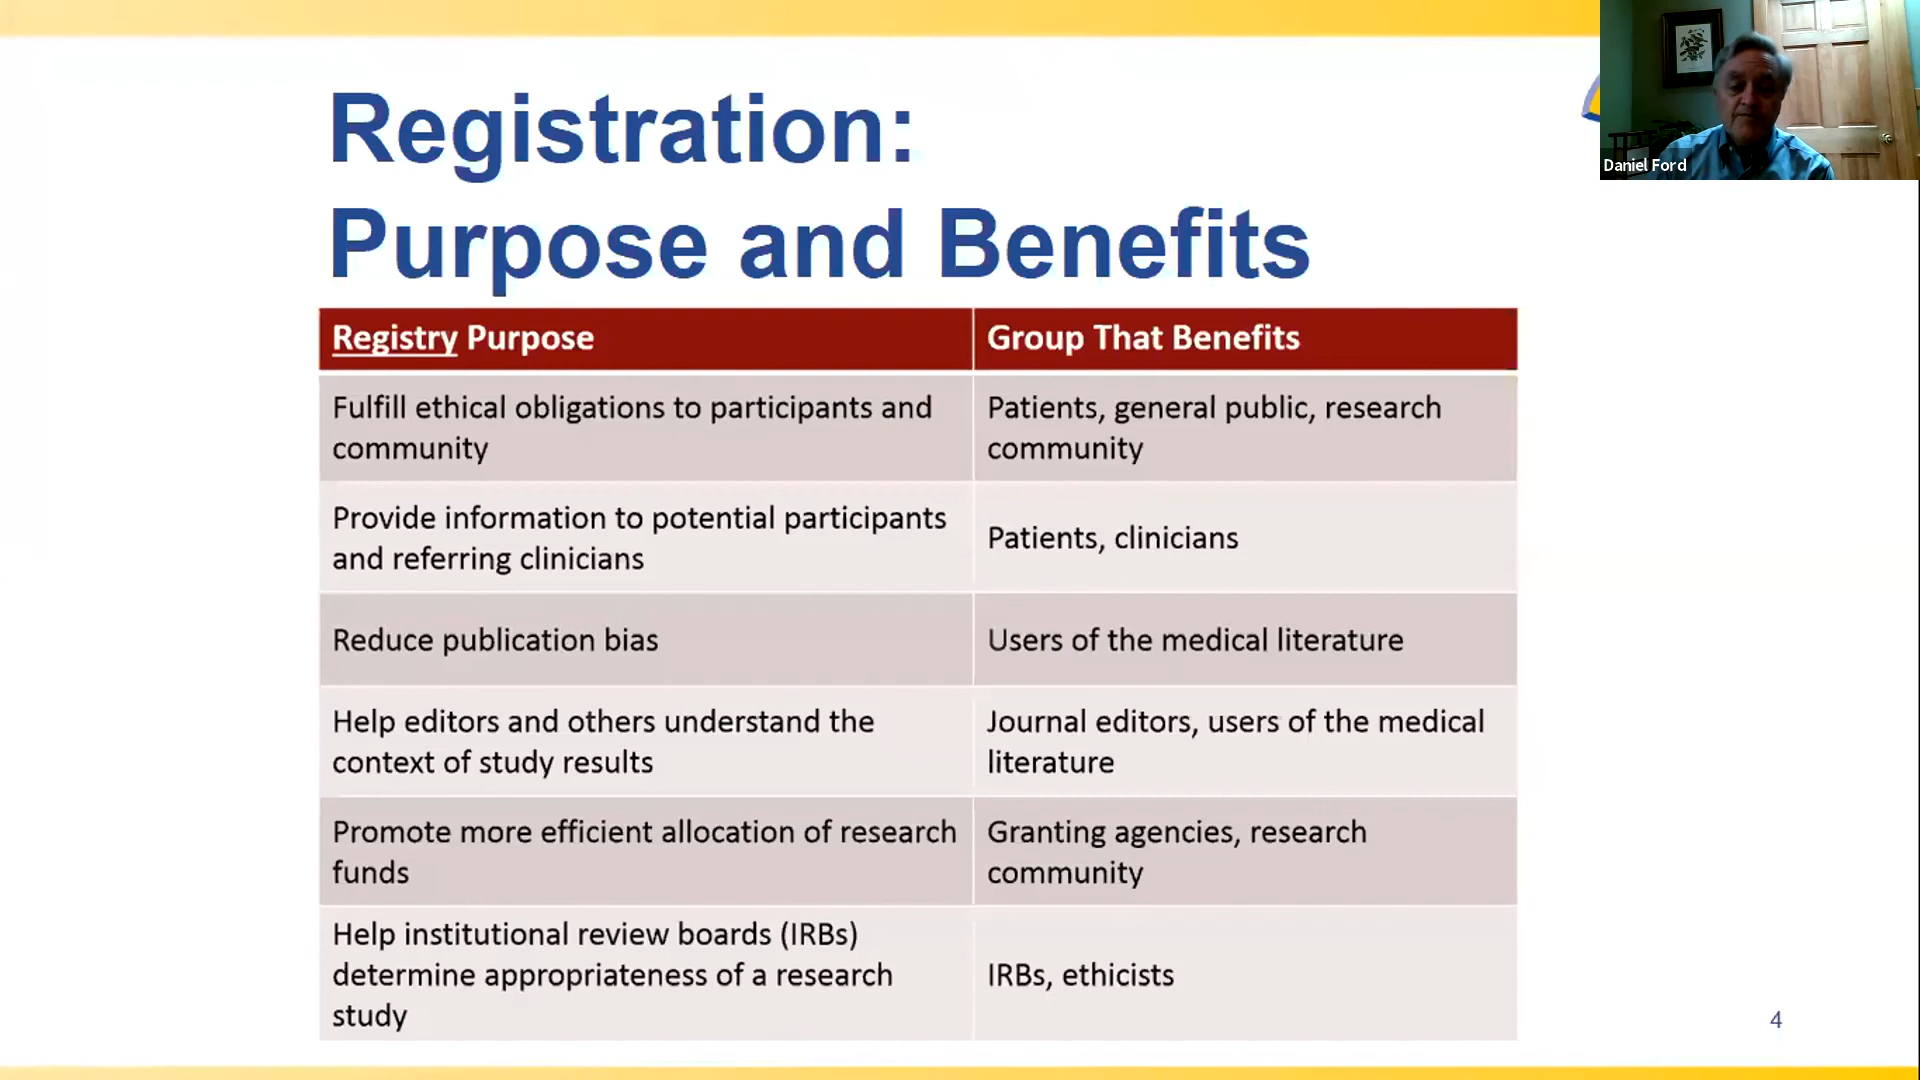 Registration:
Purpose and Benefits
Daniel Ford
Registry Purpose
Group That Benefits
Fulfill ethical obligations to participants and
community
Patients, general public, research
community
Provide information to potential participants
and referring clinicians
Patients, clinicians
Reduce publication bias
Users of the medical literature
Help editors and others understand the
context of study results
Journal editors, users of the medical
literature
Promote more efficient allocation of research
funds
Granting agencies, research
community
Help institutional review boards (IRBs)
determine appropriateness of a research
study
IRBs, ethicists
4